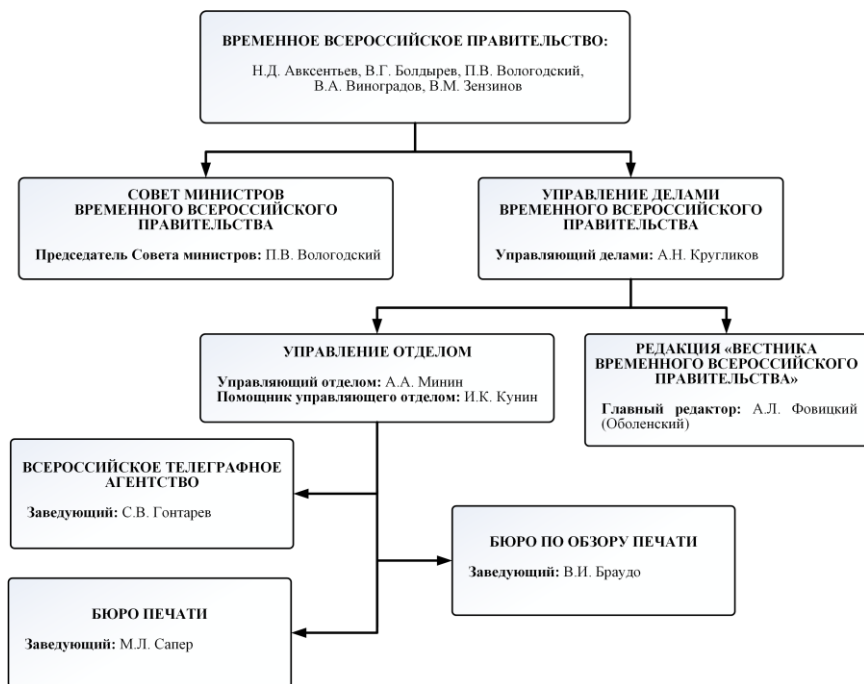 ВРЕМЕННОЕ ВСЕРОССИЙСКОЕ ПРАВИТЕЛЬСТВО:
Н.Д. Авксентьев, В.Г. Болдырев, П.В. Вологодский,
В.А. Виноградов, В.М. Зензинов
СОВЕТ МИНИСТРОВ
ВРЕМЕННОГО ВСЕРОССИЙСКОГО
ПРАВИТЕЛЬСТВА
Председатель Совета министров: П.В. Вологодский
УПРАВЛЕНИЕ ДЕЛАМИ
ВРЕМЕННОГО ВСЕРОССИЙСКОГО
ПРАВИТЕЛЬСТВА
Управляющий делами: А.Н. Кругликов
УПРАВЛЕНИЕ ОТДЕЛОМ
Управляющий отделом: А.А. Минин
Помощник управляющего отделом: И.К. Кунин
РЕДАКЦИЯ «ВЕСТНИКА
ВРЕМЕННОГО ВСЕРОССИЙСКОГО
ПРАВИТЕЛЬСТВА»
Главный редактор: А.Л. Фовицкий
(Оболенский)
ВСЕРОССИЙСКОЕ ТЕЛЕГРАФНОЕ
АГЕНТСТВО
Заведующий: С.В. Гонтарев
БЮРО ПО ОБЗОРУ ПЕЧАТИ
Заведующий: В.И. Браудо
БЮРО ПЕЧАТИ
Заведующий: М.Л. Сапер